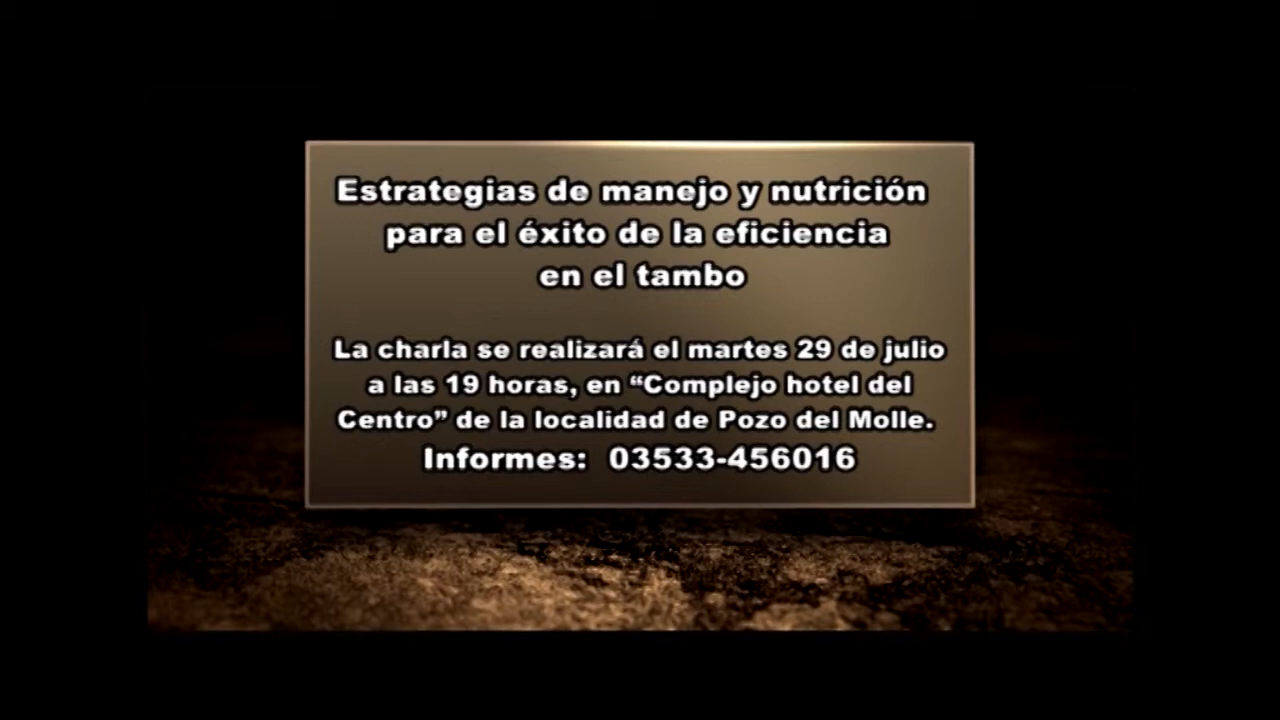 Estrategias de manejo y nutrición
para el éxito de la eficiencia
en el tambo
La charla se realizará el martes 29 de julio
a las 19 horas, en “Complejo hotel del
Centro” de la localidad de Pozo del Molle.
Informes: 03533-456016